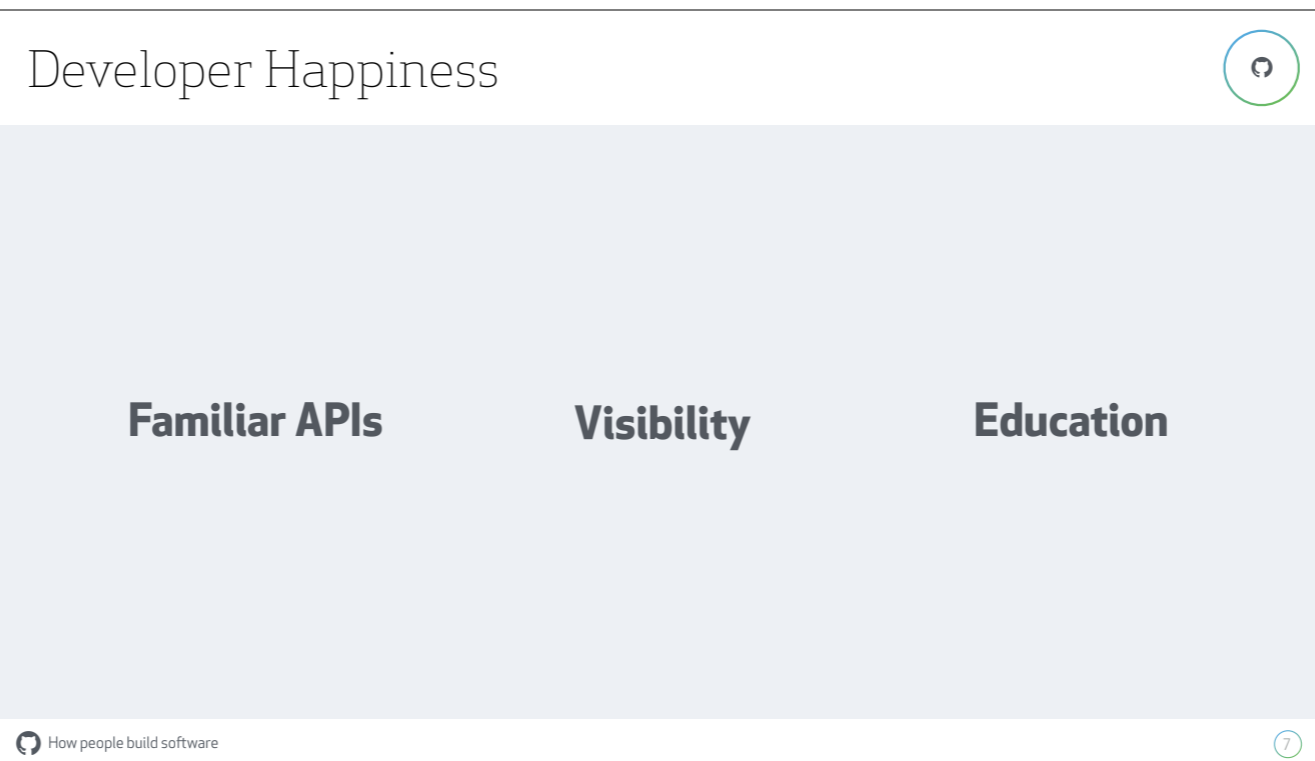 Developer Happiness
Familiar APIs
Visibility
Education
How people build software
7